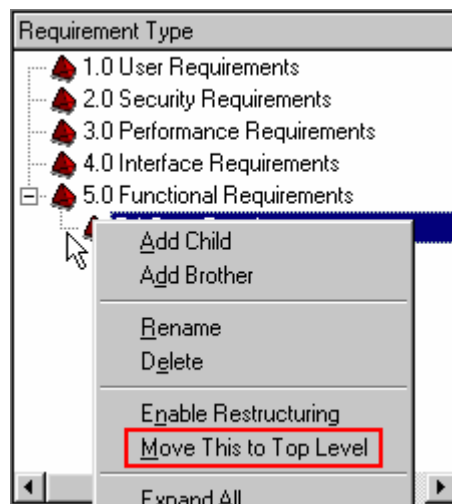 Requirement Type
1.0 User Requirements
2.0 Security Requirements
3.0 Performance Requirements
4.0 Interface Requirements
5.0 Functional Requirements
Add Child
Add Brother
Rename
Delete
Enable Restructuring
Move This to Top Level
Expand All